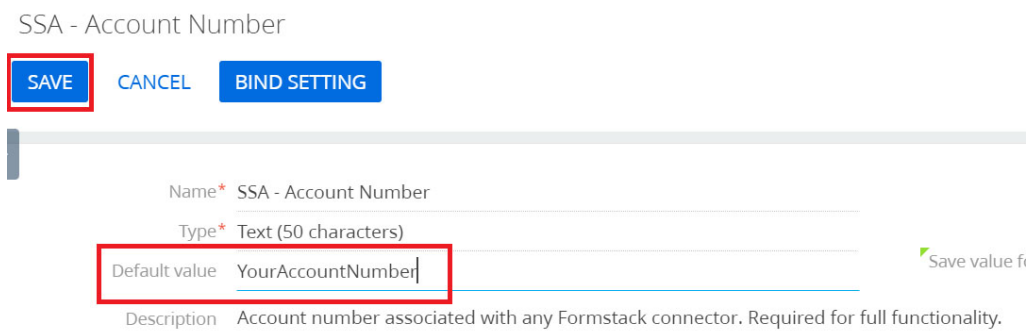 SSA - Account Number
SAVE CANCEL BIND SETTING
Name* SSA - Account Number
Type* Text (50 characters)
Default value YourAccountNumber
Save value
Description Account number associated with any Formstack connector. Required for full functionality.